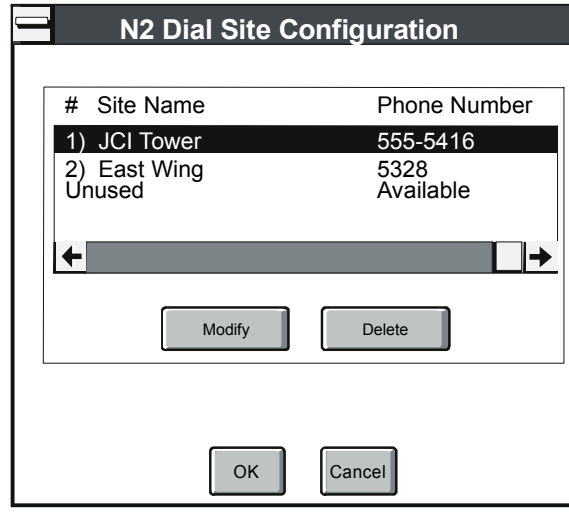 N2 Dial Site Configuration
# Site Name Phone Number
1) JCI Tower 555-5416
2) East Wing 5328
Unused Available
Modify Delete
OK Cancel